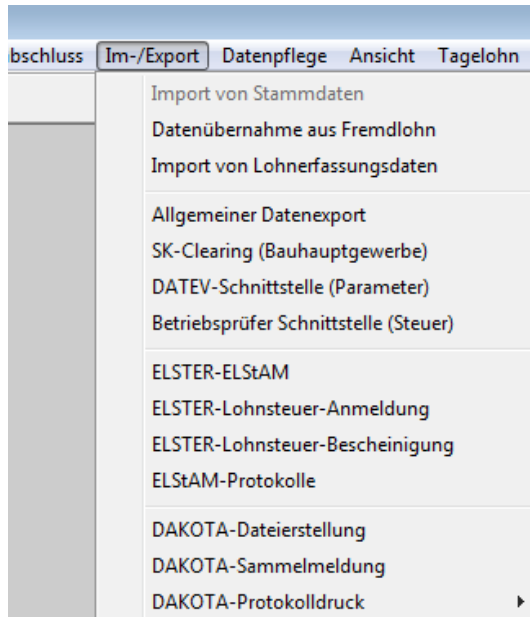 bschluss Im-/Export Datenpflege Ansicht Tagelohn
Import von Stammdaten
Datenübernahme aus Fremdlohn
Import von Lohnerfassungsdaten
Allgemeiner Datenexport
SK-Clearing (Bauhauptgewerbe)
DATEV-Schnittstelle (Parameter)
Betriebsprüfer Schnittstelle (Steuer)
ELSTER-ELStAM
ELSTER-Lohnsteuer-Anmeldung
ELSTER-Lohnsteuer-Bescheinigung
ELStAM-Protokolle
DAKOTA-Dateierstellung
DAKOTA-Sammelmeldung
DAKOTA-Protokolldruck